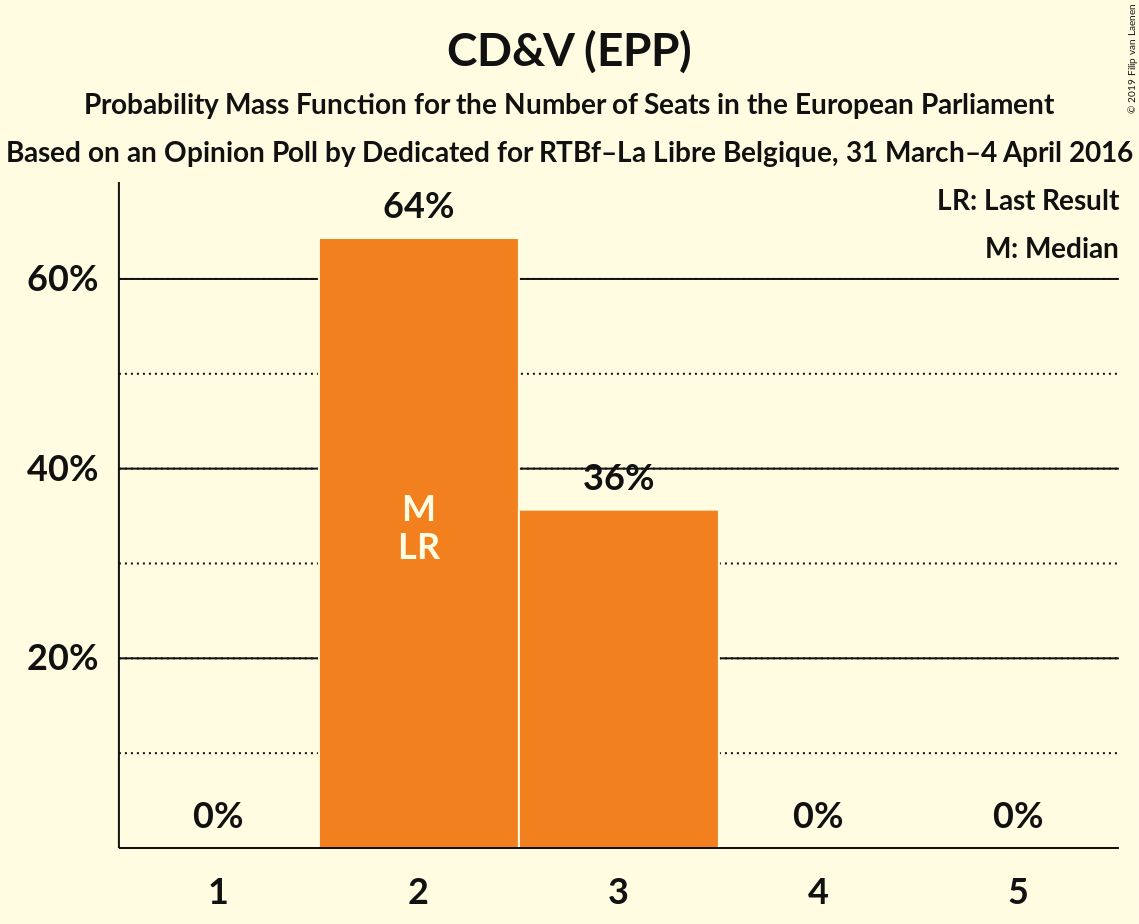 CD&V (EPP)
Probability Mass Function for the Number of Seats in the European Parliament
Based on an Opinion Poll by Dedicated for RTBf–La Libre Belgique, 31 March–4 April 2016
© 2019 Filip van Laenen
LR: Last Result
M: Median
64%
60%
40%
36%
M
LR
20%
0%
0%
0%
1
2
3
4
5